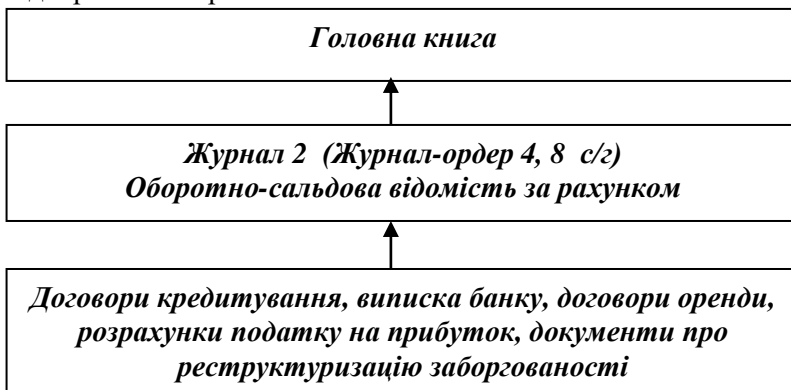 Головна книга
Журнал 2 (Журнал-ордер 4, 8 с/г)
Оборотно-сальдова відомість за рахунком
Договори кредитування, виписка банку, договори оренди,
розрахунки податку на прибуток, документи про
реструктуризацію заборгованості